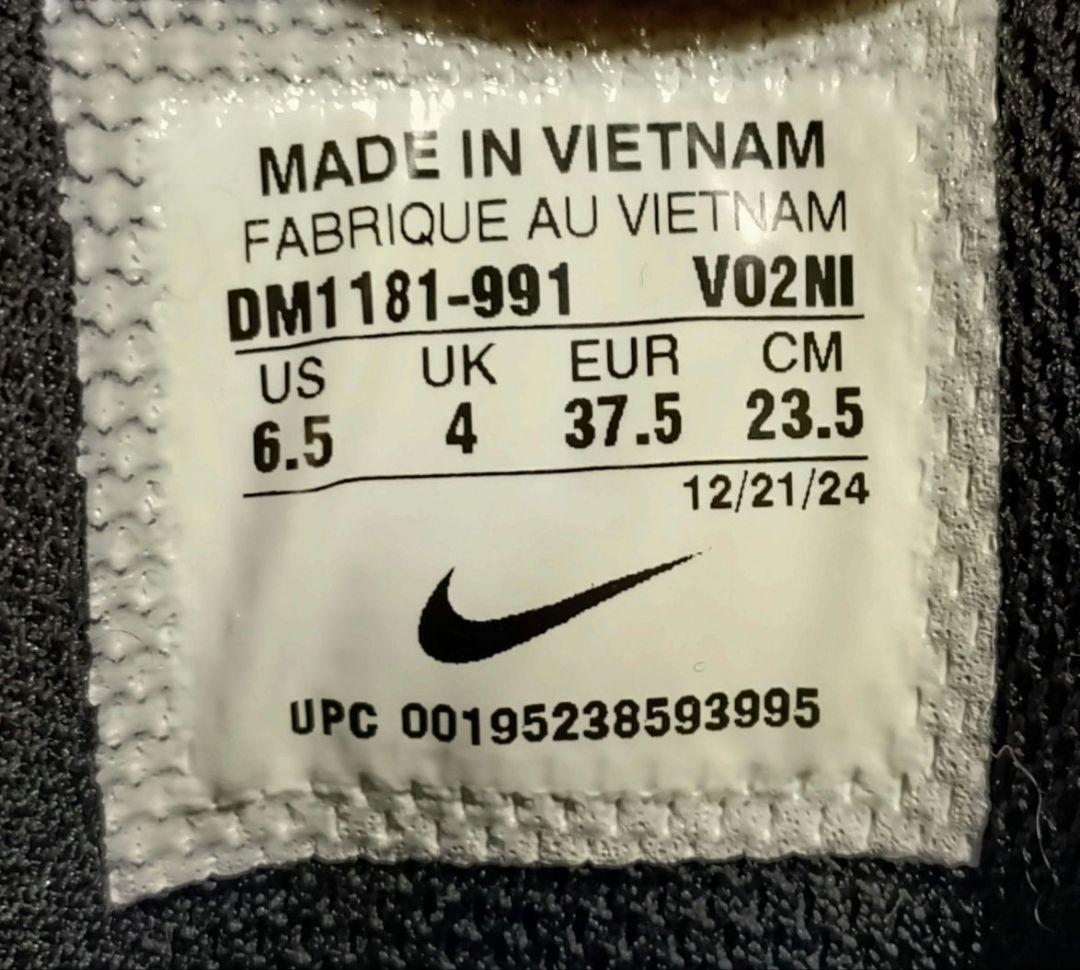 MADE IN VIETNAM
FABRIQUE AU VIETNAM
DM1181-991 V02NI
US UK EUR CM
6.5 4 37.5 23.5
12/21/24
UPC 00195238593995